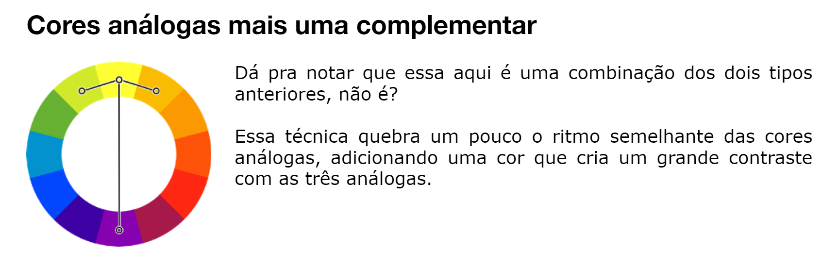 Cores análogas mais uma complementar
Dá pra notar que essa aqui é uma combinação dos dois tipos
anteriores, não é?
Essa técnica quebra um pouco o ritmo semelhante das cores
análogas, adicionando uma cor que cria um grande contraste
com as três análogas.